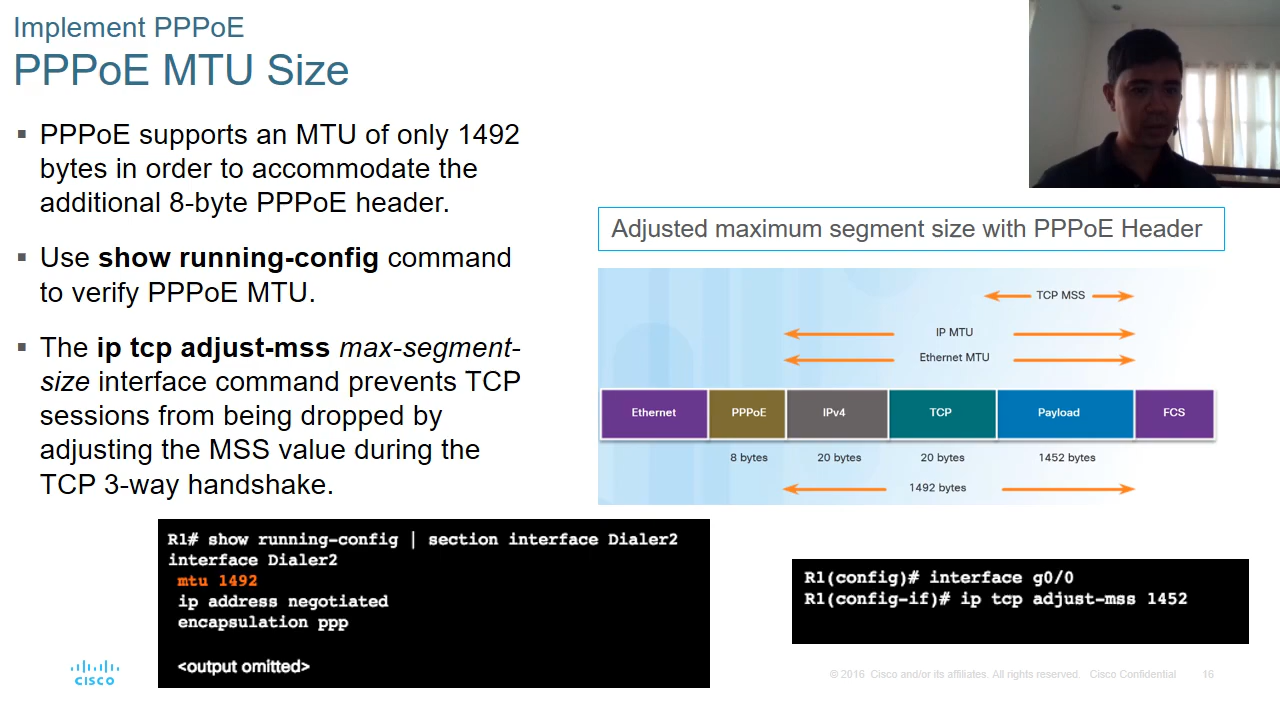 Implement PPPoE
PPPoE MTU Size
▪ PPPoE supports an MTU of only 1492
bytes in order to accommodate the
additional 8-byte PPPoE header.
▪ Use show running-config command
to verify PPPoE MTU.
▪ The ip tcp adjust-mss max-segment-
size interface command prevents TCP
sessions from being dropped by
adjusting the MSS value during the
TCP 3-way handshake.
Adjusted maximum segment size with PPPoE Header
TCP MSS
IP MTU
Ethernet MTU
Ethernet PPPoE IPv4 TCP Payload FCS
8 bytes 20 bytes 20 bytes 1452 bytes
1492 bytes
R1# show running-config | section interface Dialer2
interface Dialer2
mtu 1492
ip address negotiated
encapsulation ppp
<output omitted>
R1(config)# interface g0/0
R1(config-if)# ip tcp adjust-mss 1452
CISCO
© 2016 Cisco and/or its affiliates. All rights reserved. Cisco Confidential 16